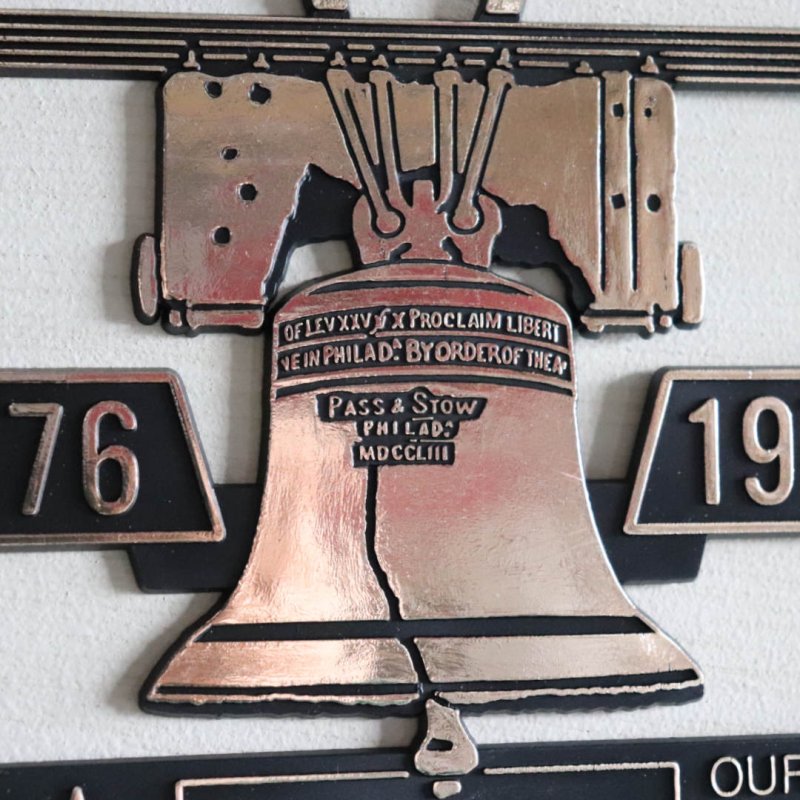 OF LEV XXV X PROCLAIM LIBERT
VE IN PHILADA BY ORDER OF THE A
PASS & STOW
PHILADA
MDCCLIII
76
19
OUR